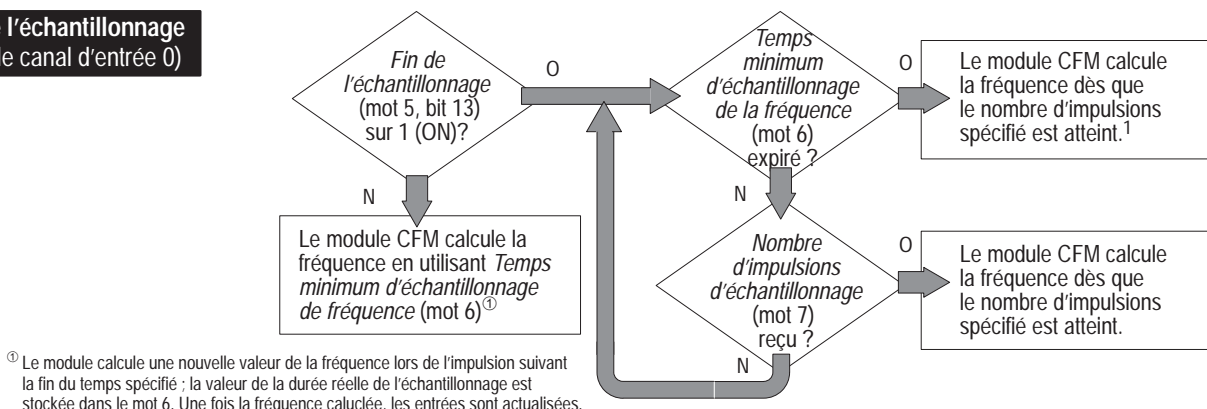 l'échantillonnage
canal d'entrée 0)
Fin de
l'échantillonnage
(mot 5, bit 13)
sur 1 (ON)?
O
N
Le module CFM calcule la
fréquence en utilisant Temps
minimum d'échantillonnage
de fréquence (mot 6)①
Temps
minimum
d'échantillonnage
de la fréquence
(mot 6)
expiré ?
O
N
Le module CFM calcule
la fréquence dès que
le nombre d'impulsions
spécifié est atteint.1
Nombre
d'impulsions
d'échantillonnage
(mot 7)
reçu ?
O
N
Le module CFM calcule
la fréquence dès que
le nombre d'impulsions
spécifié est atteint.
① Le module calcule une nouvelle valeur de la fréquence lors de l'impulsion suivant
la fin du temps spécifié ; la valeur de la durée réelle de l'échantillonnage est
stockée dans le mot 6. Une fois la fréquence caluclée, les entrées sont actualisées.